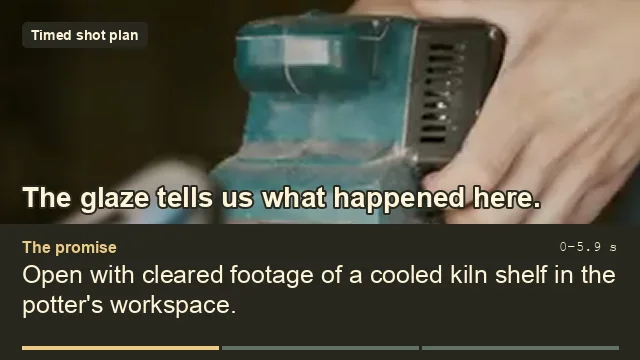 Timed shot plan
The glaze tells us what happened here.
The promise
0–5.9 s
Open with cleared footage of a cooled kiln shelf in the
potter's workspace.